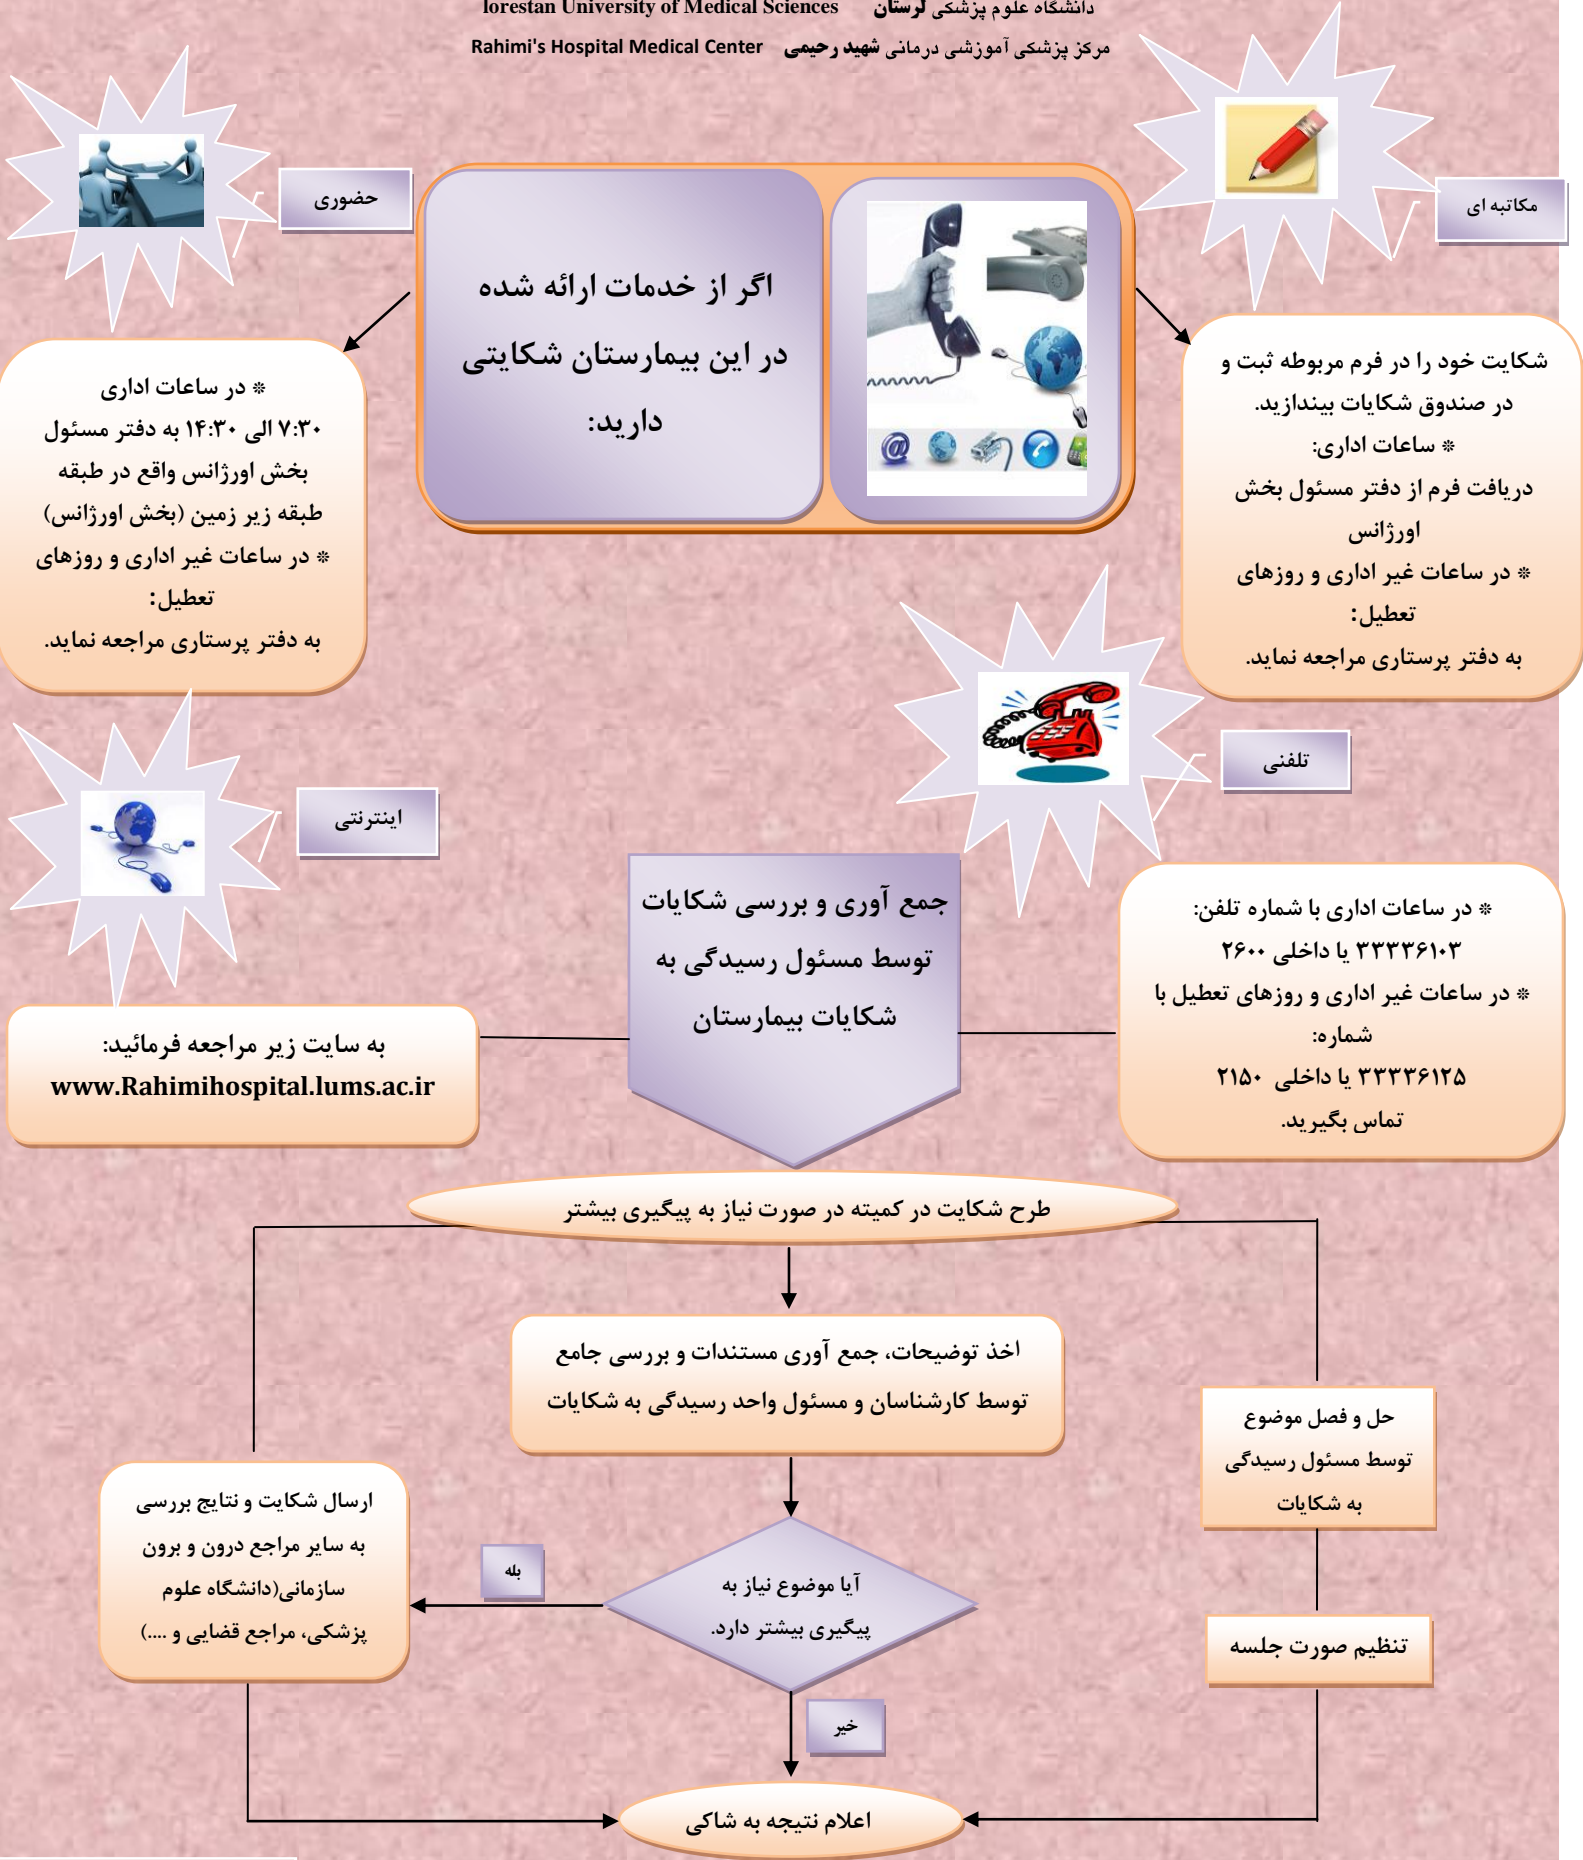 دانشگاه علوم پزشکی لرستان lorestan University of Medical Sciences
مرکز پزشکی آموزشی درمانی شهید رحیمی Rahimi's Hospital Medical Center
مکاتبه ای
حضوری
اگر از خدمات ارائه شده
در این بیمارستان شکایتی
دارید:
شکایت خود را در فرم مربوطه ثبت و
در صندوق شکایات بیندازید.
* ساعات اداری:
دریافت فرم از دفتر مسئول بخش
اورژانس
* در ساعات غیر اداری و روزهای
تعطیل:
به دفتر پرستاری مراجعه نماید.
* در ساعات اداری
۷:۳۰ الی ۱۴:۳۰ به دفتر مسئول
بخش اورژانس واقع در طبقه
طبقه زیر زمین (بخش اورژانس)
* در ساعات غیر اداری و روزهای
تعطیل:
به دفتر پرستاری مراجعه نماید.
تلفنی
اینترنتی
* در ساعات اداری با شماره تلفن:
۳۳۳۳۶۱۰۳ یا داخلی ۲۶۰۰
* در ساعات غیر اداری و روزهای تعطیل با
شماره:
۳۳۳۳۶۱۲۵ یا داخلی ۲۱۵۰
تماس بگیرید.
جمع آوری و بررسی شکایات
توسط مسئول رسیدگی به
شکایات بیمارستان
به سایت زیر مراجعه فرمائید:
www.Rahimihospital.lums.ac.ir
طرح شکایت در کمیته در صورت نیاز به پیگیری بیشتر
اخذ توضیحات، جمع آوری مستندات و بررسی جامع
توسط کارشناسان و مسئول واحد رسیدگی به شکایات
حل و فصل موضوع
توسط مسئول رسیدگی
به شکایات
ارسال شکایت و نتایج بررسی
به سایر مراجع درون و برون
سازمانی(دانشگاه علوم
پزشکی، مراجع قضایی و ....)
بله
آیا موضوع نیاز به
پیگیری بیشتر دارد.
تنظیم صورت جلسه
خیر
اعلام نتیجه به شاکی